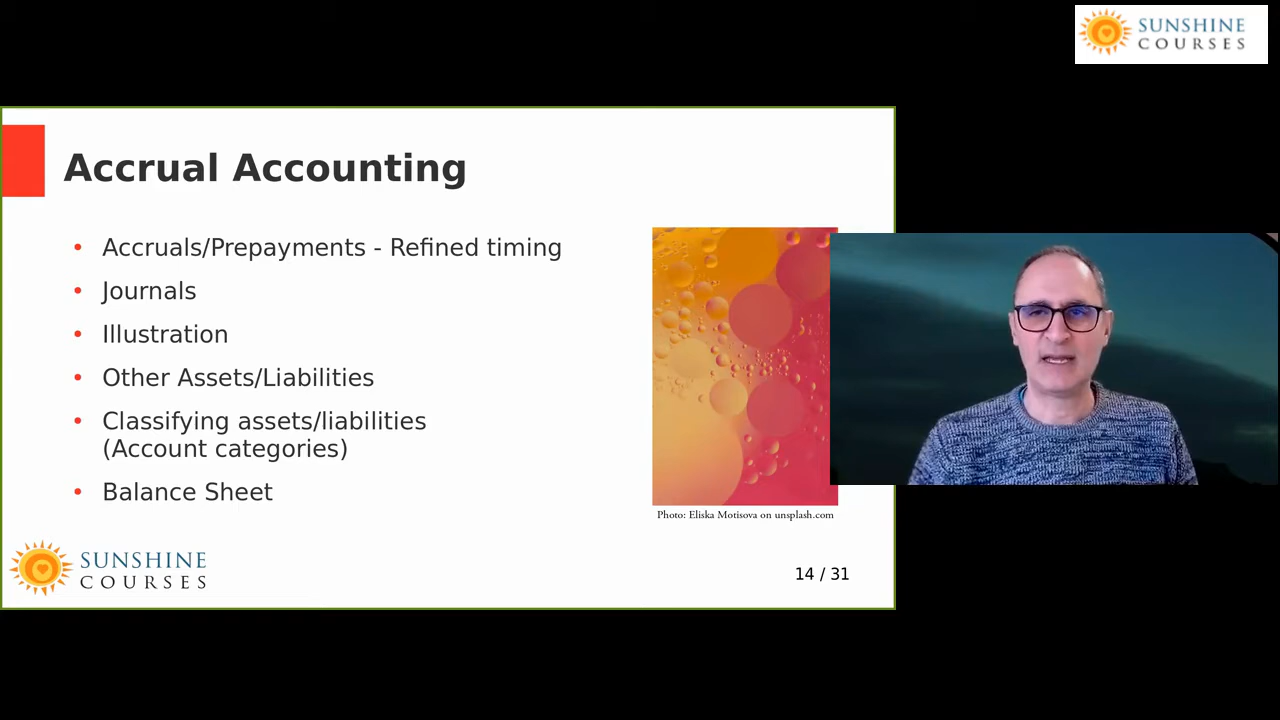 SUNSHINE
COURSES
Accrual Accounting
• Accruals/Prepayments - Refined timing
• Journals
• Illustration
• Other Assets/Liabilities
• Classifying assets/liabilities
(Account categories)
• Balance Sheet
Photo: Eliska Motisova on unsplash.com
SUNSHINE
COURSES
14 / 31